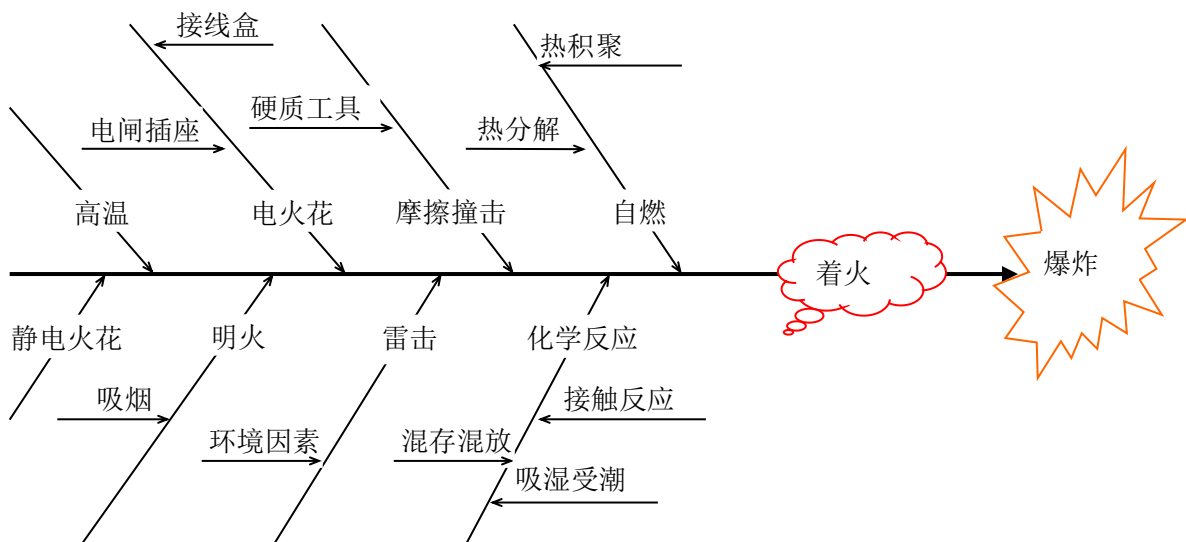 接线盒
热积聚
硬质工具
电闸插座
热分解
高温
电火花
摩擦撞击
自燃
着火
爆炸
静电火花
明火
雷击
化学反应
吸烟
接触反应
环境因素
混存混放
吸湿受潮